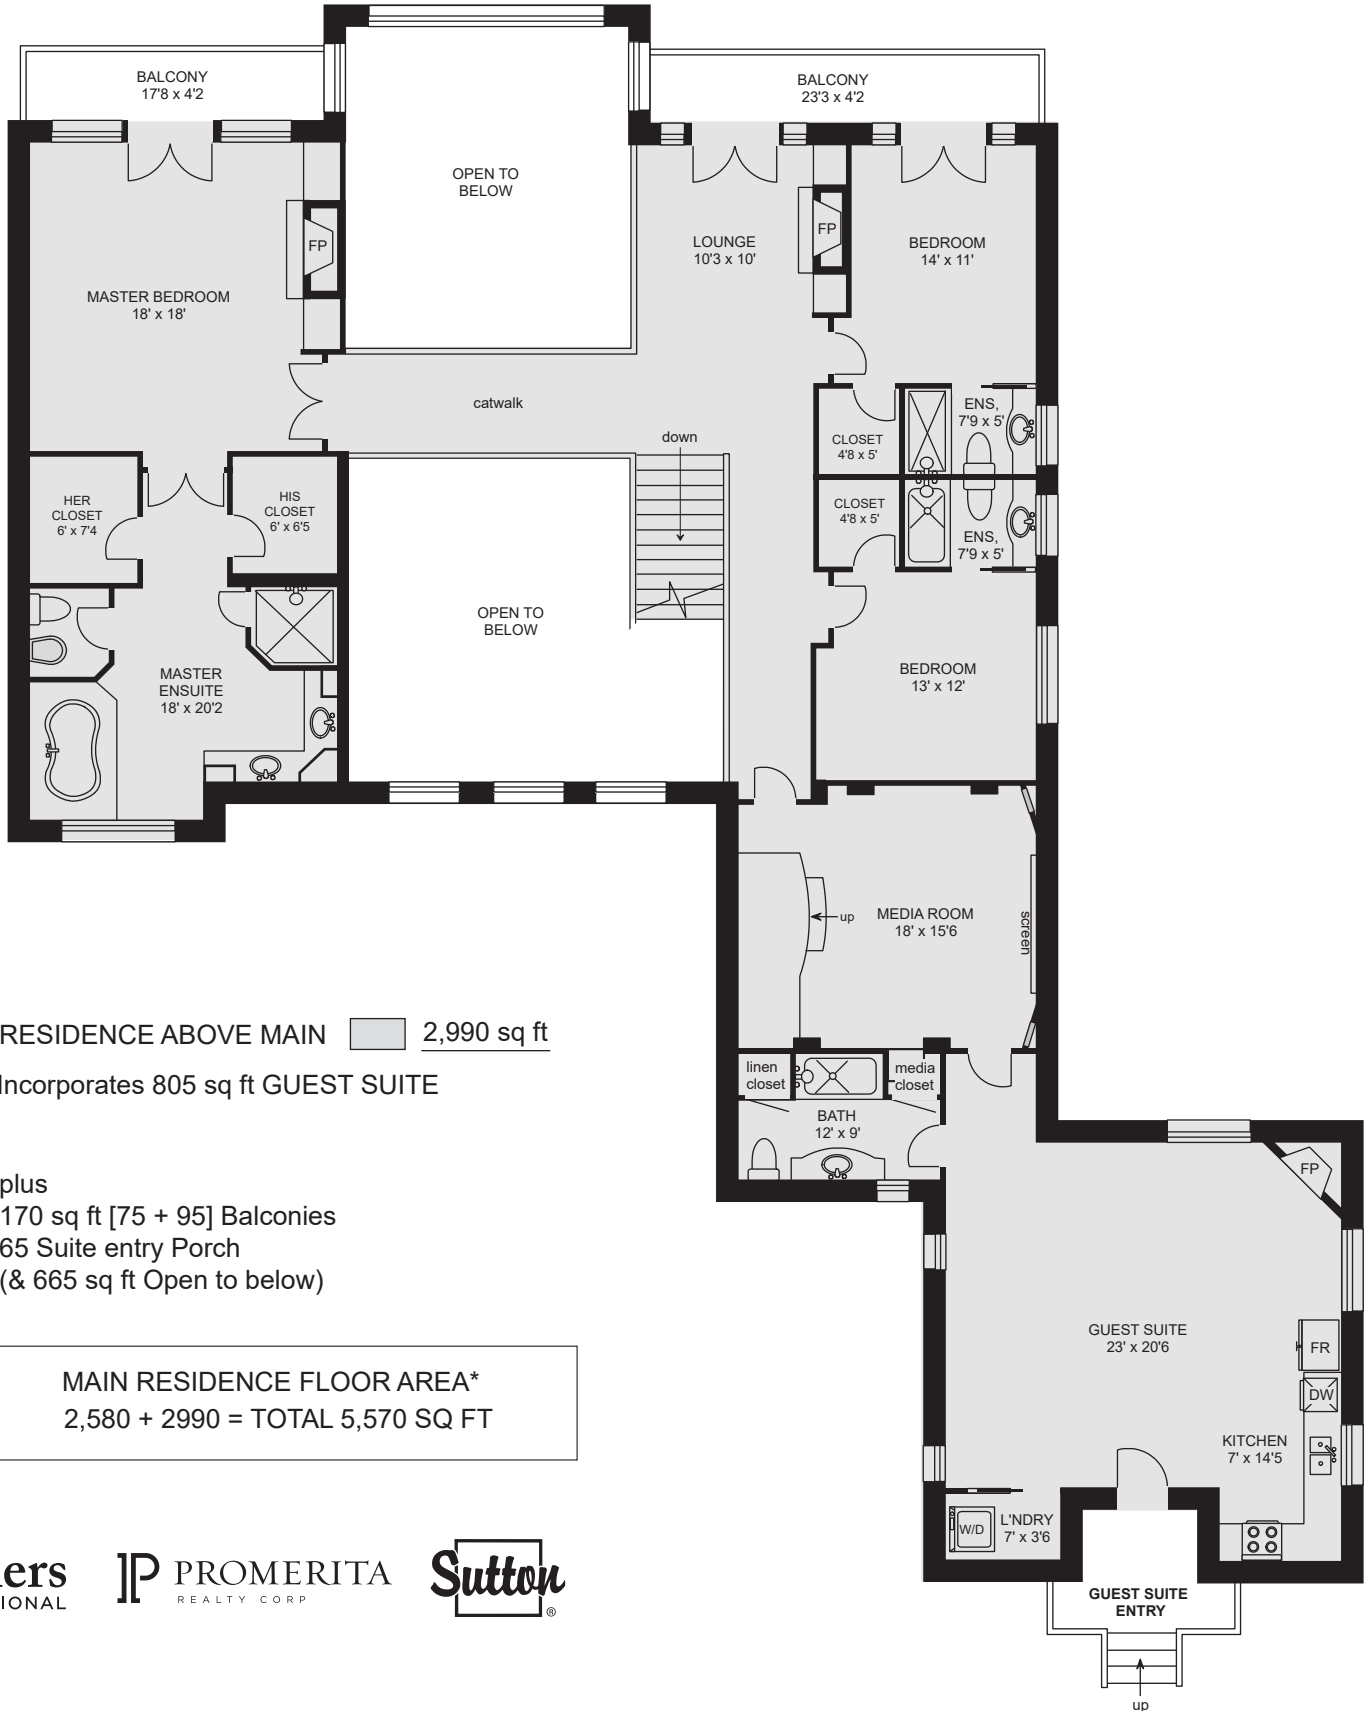 BALCONY
17'8 x 4'2
BALCONY
23'3 x 4'2
OPEN TO
BELOW
FP
LOUNGE
10'3 x 10'
FP
BEDROOM
14' x 11'
MASTER BEDROOM
18' x 18'
catwalk
down
ENS,
7'9 x 5'
CLOSET
4'8 x 5'
HER
CLOSET
6' x 7'4
HIS
CLOSET
6' x 6'5
CLOSET
4'8 x 5'
ENS,
7'9 x 5'
OPEN TO
BELOW
MASTER
ENSUITE
18' x 20'2
BEDROOM
13' x 12'
up
MEDIA ROOM
18' x 15'6
screen
RESIDENCE ABOVE MAIN 2,990 sq ft
Incorporates 805 sq ft GUEST SUITE
linen
closet
media
closet
BATH
12' x 9'
FP
plus
170 sq ft [75 + 95] Balconies
65 Suite entry Porch
(& 665 sq ft Open to below)
GUEST SUITE
23' x 20'6
FR
DW
KITCHEN
7' x 14'5
MAIN RESIDENCE FLOOR AREA*
2,580 + 2990 = TOTAL 5,570 SQ FT
W/D
L'NDRY
7' x 3'6
GUEST SUITE
ENTRY
up
ers
IONAL
PROMERITA
REALTY CORP
Sutton
®